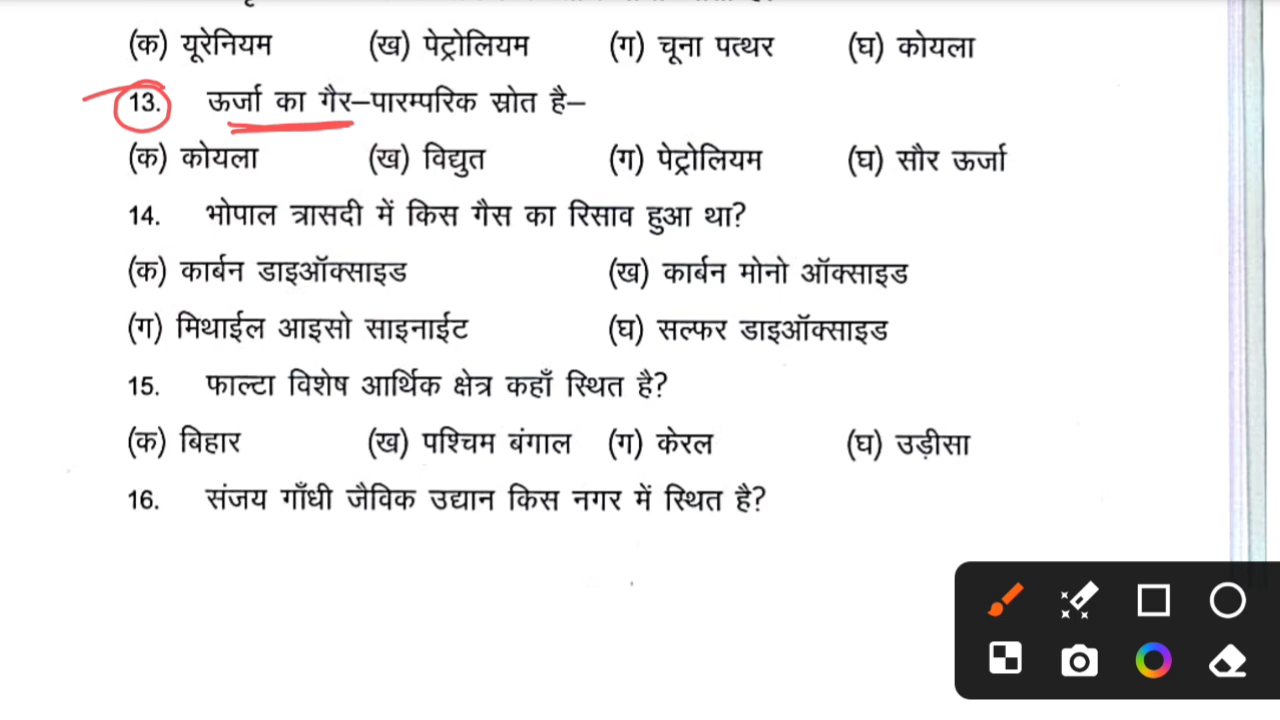 (क) यूरेनियम (ख) पेट्रोलियम (ग) चूना पत्थर (घ) कोयला
13. ऊर्जा का गैर–पारम्परिक स्रोत है–
(क) कोयला (ख) विद्युत (ग) पेट्रोलियम (घ) सौर ऊर्जा
14. भोपाल त्रासदी में किस गैस का रिसाव हुआ था?
(क) कार्बन डाइऑक्साइड (ख) कार्बन मोनो ऑक्साइड
(ग) मिथाईल आइसो साइनाईट (घ) सल्फर डाइऑक्साइड
15. फाल्टा विशेष आर्थिक क्षेत्र कहाँ स्थित है?
(क) बिहार (ख) पश्चिम बंगाल (ग) केरल (घ) उड़ीसा
16. संजय गाँधी जैविक उद्यान किस नगर में स्थित है?